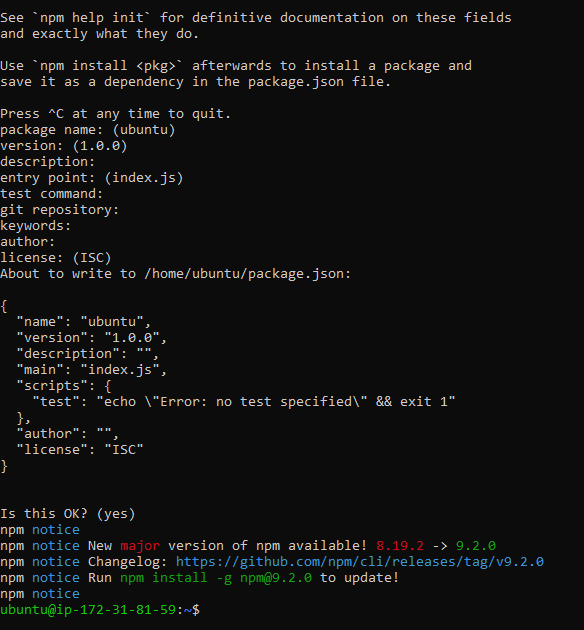 See `npm help init` for definitive documentation on these fields
and exactly what they do.
Use `npm install <pkg>` afterwards to install a package and
save it as a dependency in the package.json file.
Press ^C at any time to quit.
package name: (ubuntu)
version: (1.0.0)
description:
entry point: (index.js)
test command:
git repository:
keywords:
author:
license: (ISC)
About to write to /home/ubuntu/package.json:
{
  "name": "ubuntu",
  "version": "1.0.0",
  "description": "",
  "main": "index.js",
  "scripts": {
    "test": "echo \"Error: no test specified\" && exit 1"
  },
  "author": "",
  "license": "ISC"
}
Is this OK? (yes)
npm notice
npm notice New major version of npm available! 8.19.2 -> 9.2.0
npm notice Changelog: https://github.com/npm/cli/releases/tag/v9.2.0
npm notice Run npm install -g npm@9.2.0 to update!
npm notice
ubuntu@ip-172-31-81-59:~$